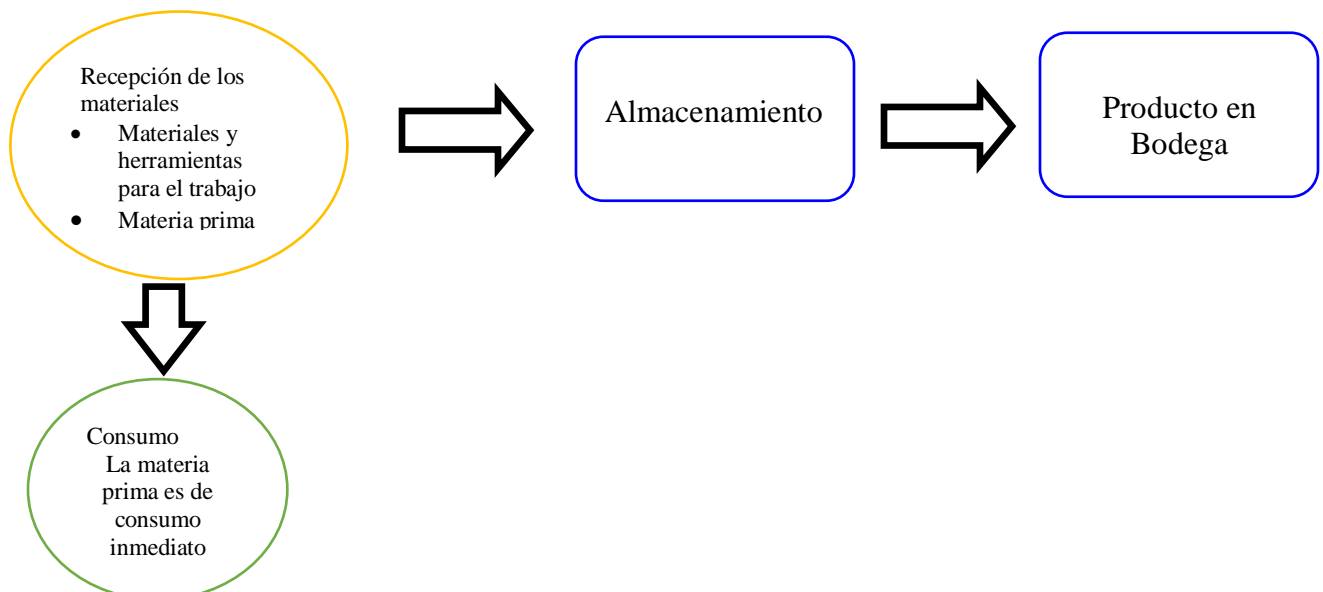 Recepción de los
materiales
• Materiales y
herramientas
para el trabajo
• Materia prima
Almacenamiento
Producto en
Bodega
Consumo
La materia
prima es de
consumo
inmediato